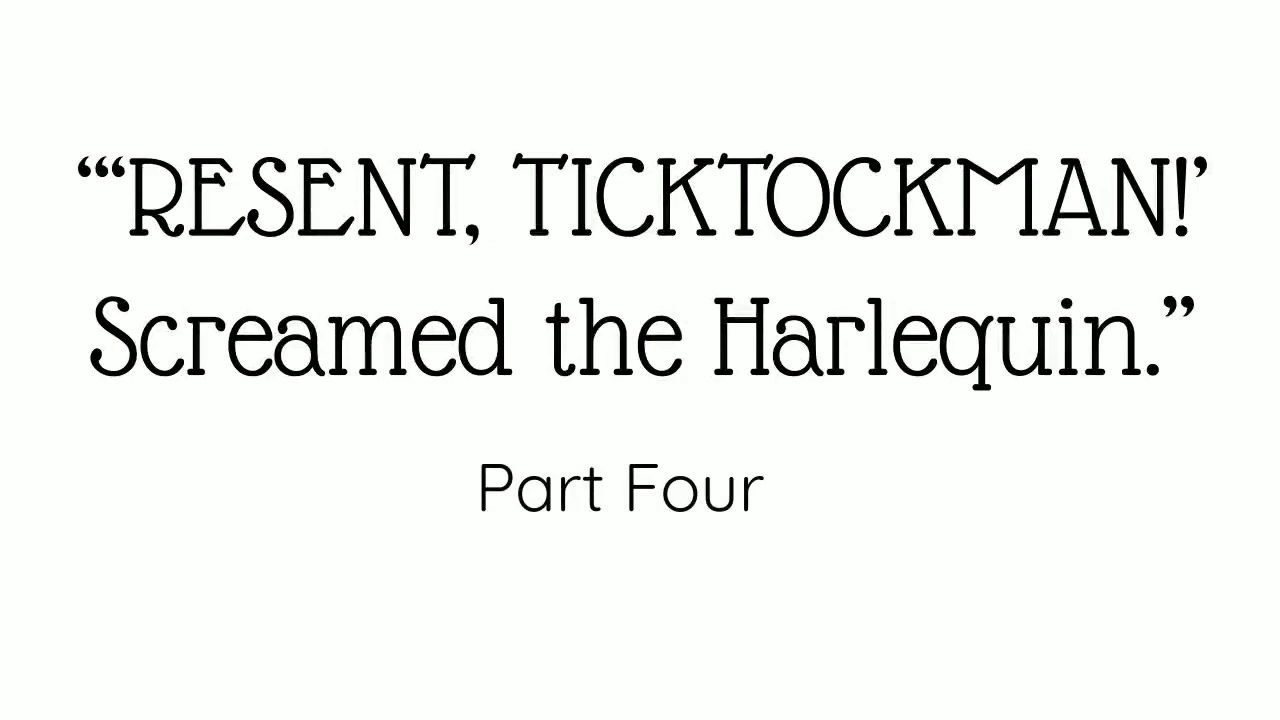 “‘RESENT, TICKTOCKMAN!’
Screamed the Harlequin.”
Part Four